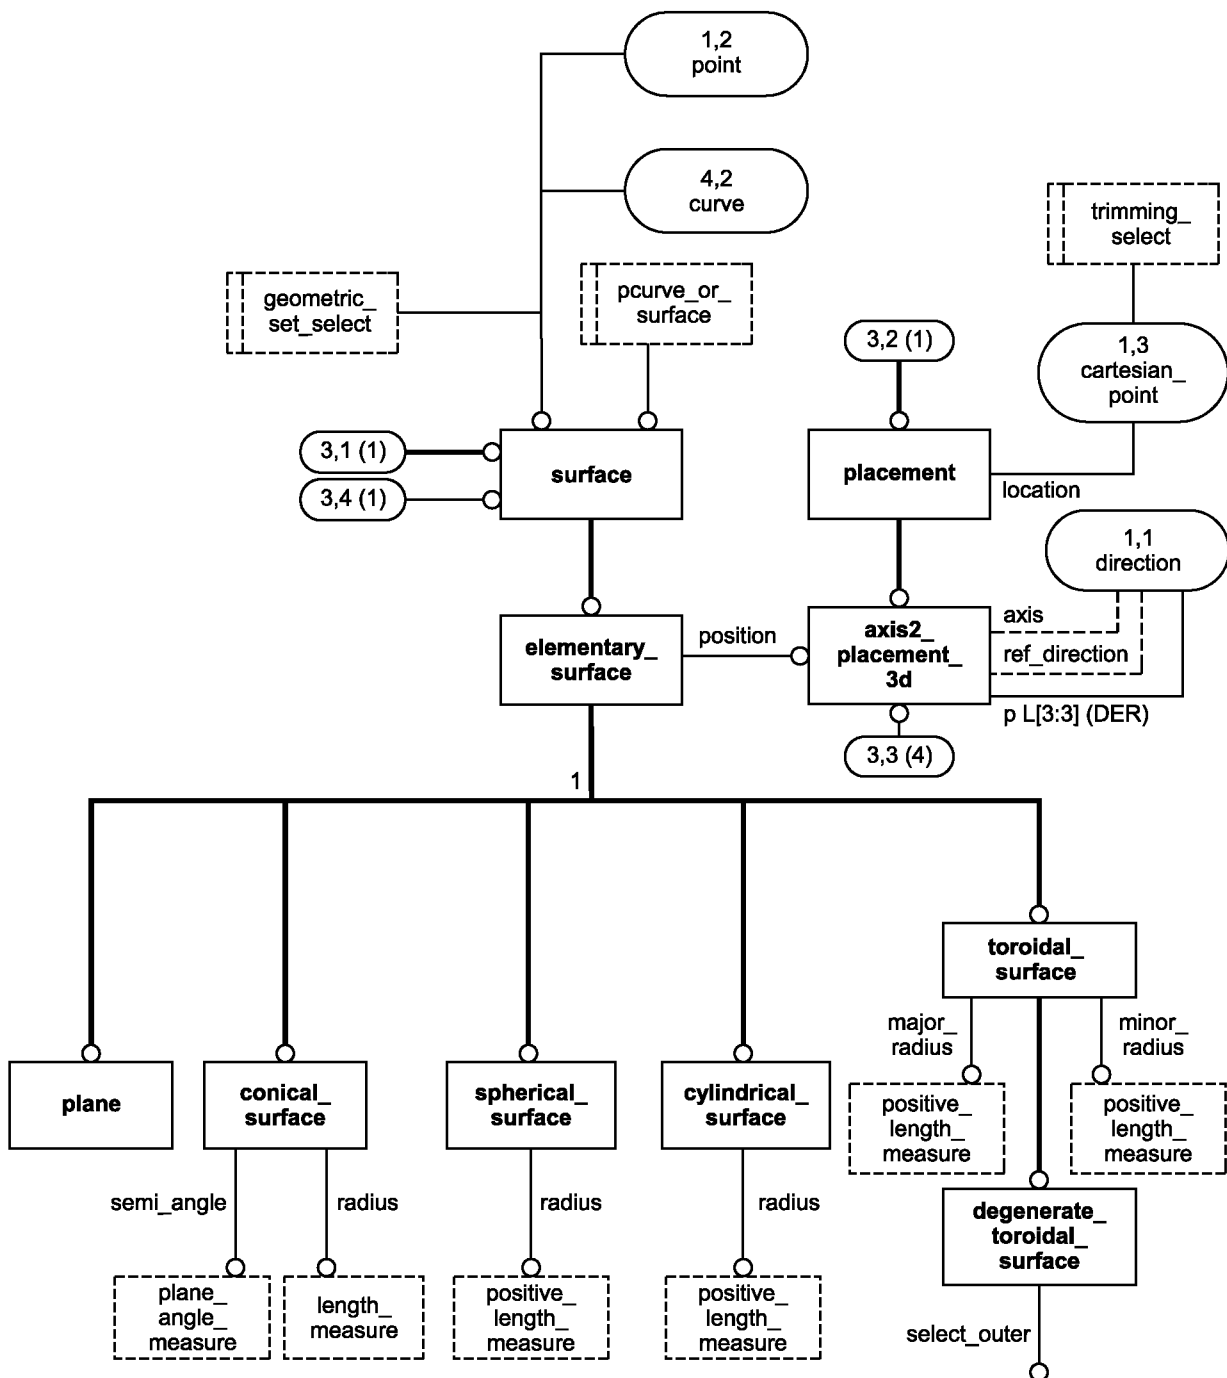 1,2
point
4,2
curve
trimming_
select
geometric_
set_select
pcurve_or_
surface
3,2 (1)
1,3
cartesian_
point
3,1 (1)
3,4 (1)
surface
placement
location
1,1
direction
elementary_
surface
position
axis2_
placement_
3d
axis
ref_direction
p L[3:3] (DER)
3,3 (4)
1
toroidal_
surface
major_
radius
minor_
radius
plane
conical_
surface
spherical_
surface
cylindrical_
surface
positive_
length_
measure
positive_
length_
measure
semi_angle
radius
radius
radius
degenerate_
toroidal_
surface
plane_
angle_
measure
length_
measure
positive_
length_
measure
positive_
length_
measure
select_outer